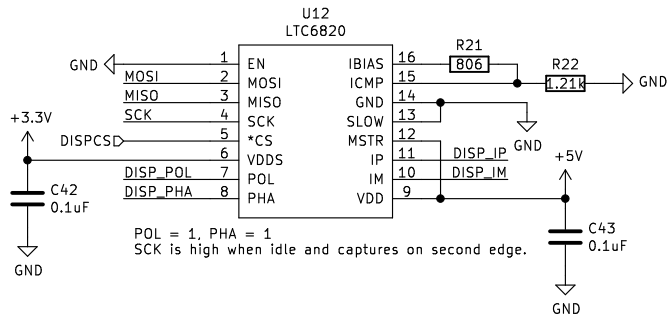 U12
LTC6820
GND 1 EN IBIAS 16 R21 806
MOSI 2 MOSI ICMP 15 R22 1.21k GND
MISO 3 MISO GND 14
SCK 4 SCK SLOW 13 GND
DISPCS 5 *CS MSTR 12
+3.3V 6 VDDS IP 11 DISP_IP
DISP_POL 7 POL IM 10 DISP_IM
DISP_PHA 8 PHA VDD 9 +5V
C42
0.1uF
GND
C43
0.1uF
GND
POL = 1, PHA = 1
SCK is high when idle and captures on second edge.